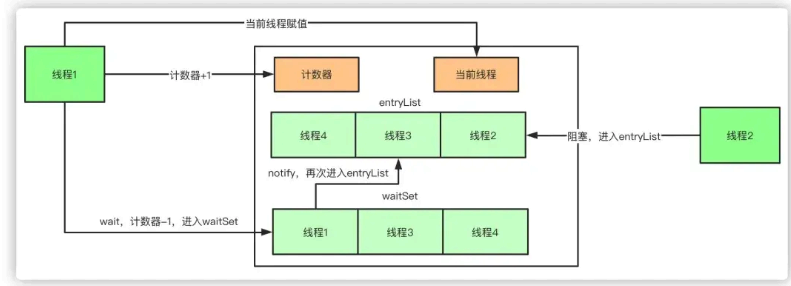 当前线程赋值
线程1
计数器+1
计数器
当前线程
entryList
线程4
线程3
线程2
阻塞，进入entryList
线程2
notify，再次进入entryList
waitSet
wait，计数器-1，进入waitSet
线程1
线程3
线程4